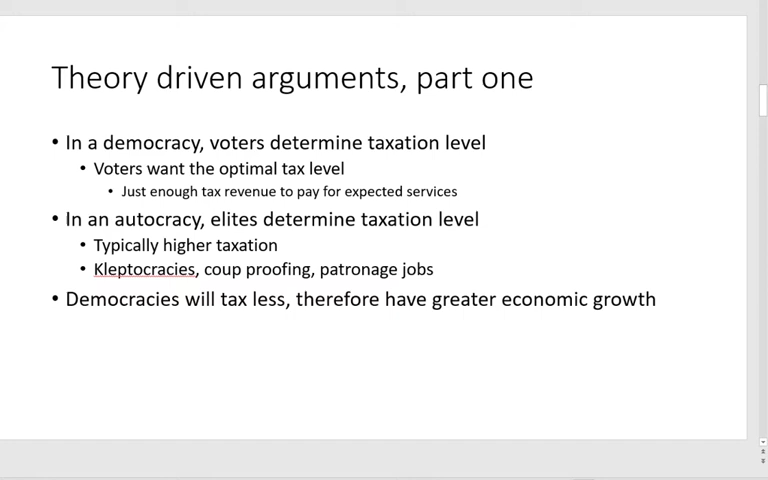 Theory driven arguments, part one
• In a democracy, voters determine taxation level
• Voters want the optimal tax level
• Just enough tax revenue to pay for expected services
• In an autocracy, elites determine taxation level
• Typically higher taxation
• Kleptocracies, coup proofing, patronage jobs
• Democracies will tax less, therefore have greater economic growth